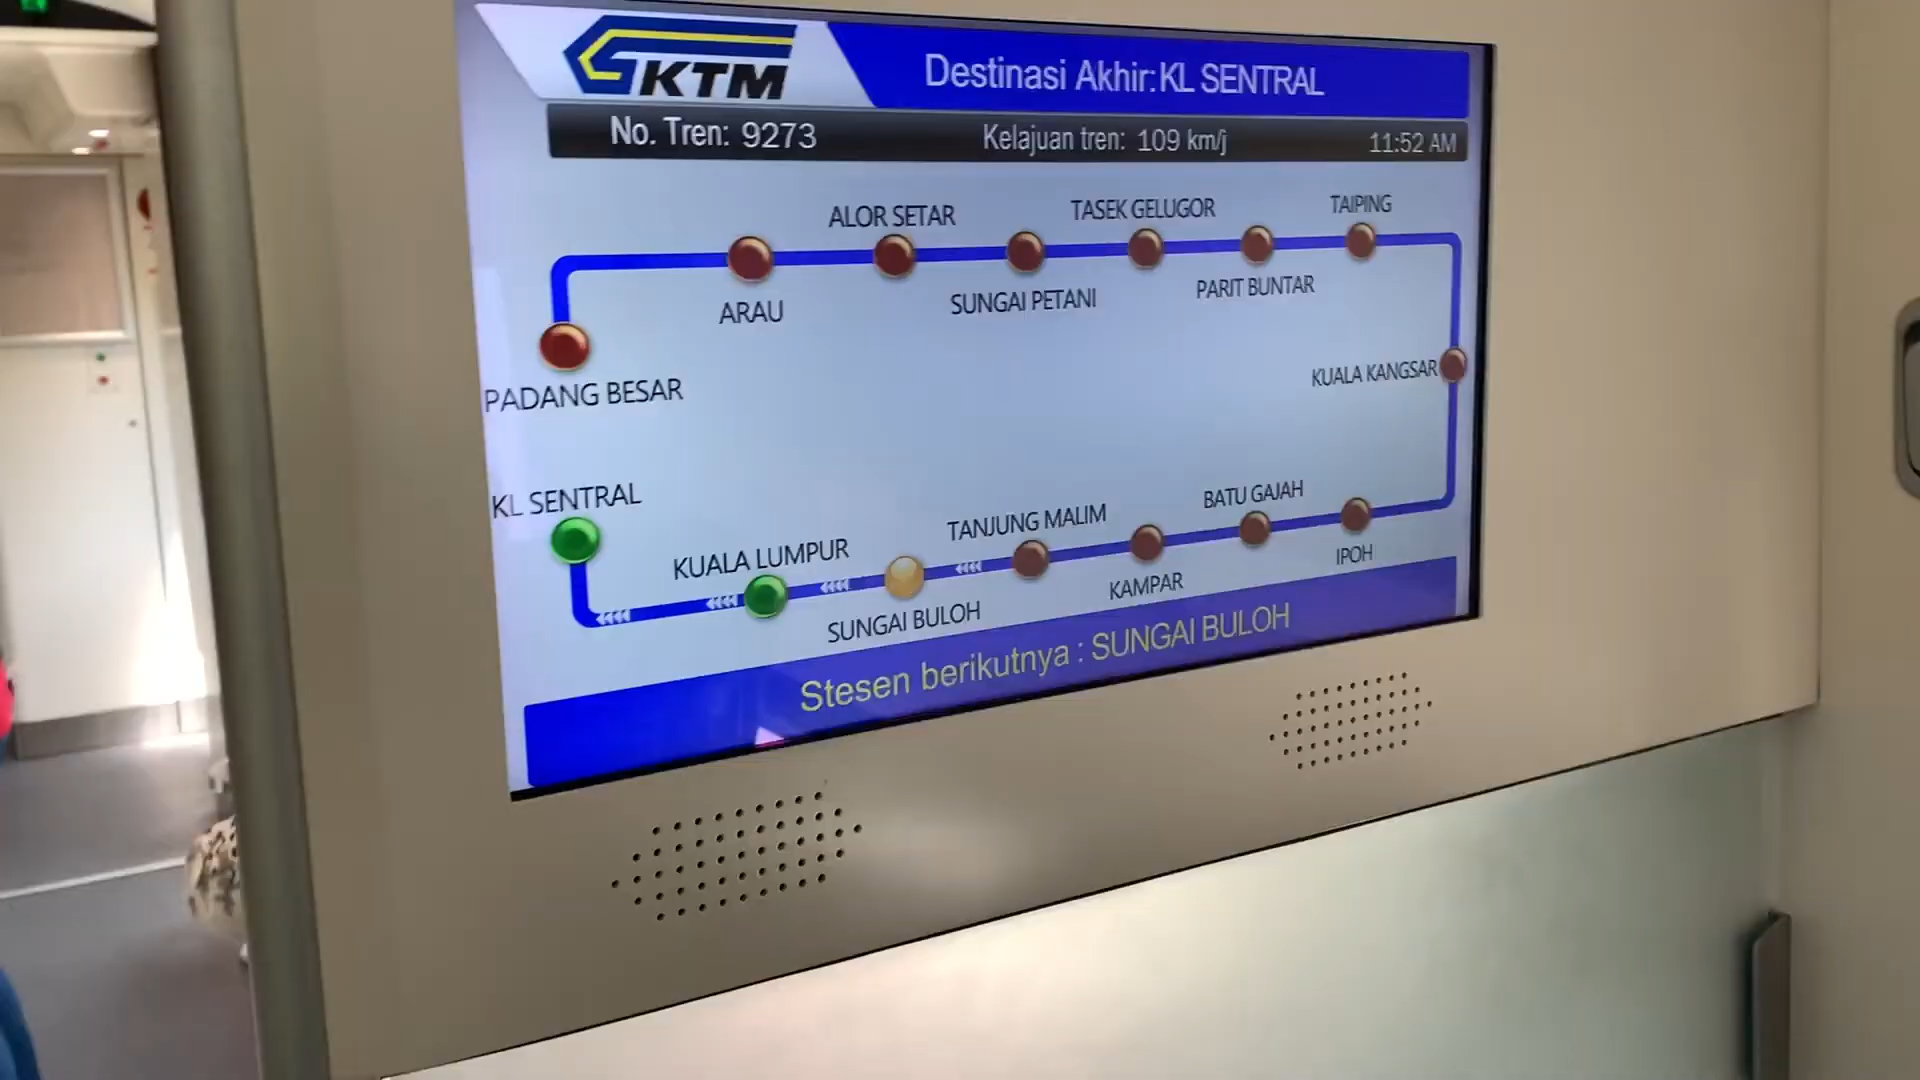 KTM
Destinasi Akhir:KL SENTRAL
No. Tren: 9273
Kelajuan tren: 109 km/j
11:52 AM
ALOR SETAR
TASEK GELUGOR
TAIPING
ARAU
SUNGAI PETANI
PARIT BUNTAR
PADANG BESAR
KUALA KANGSAR
KL SENTRAL
KUALA LUMPUR
TANJUNG MALIM
BATU GAJAH
SUNGAI BULOH
KAMPAR
IPOH
Stesen berikutnya : SUNGAI BULOH